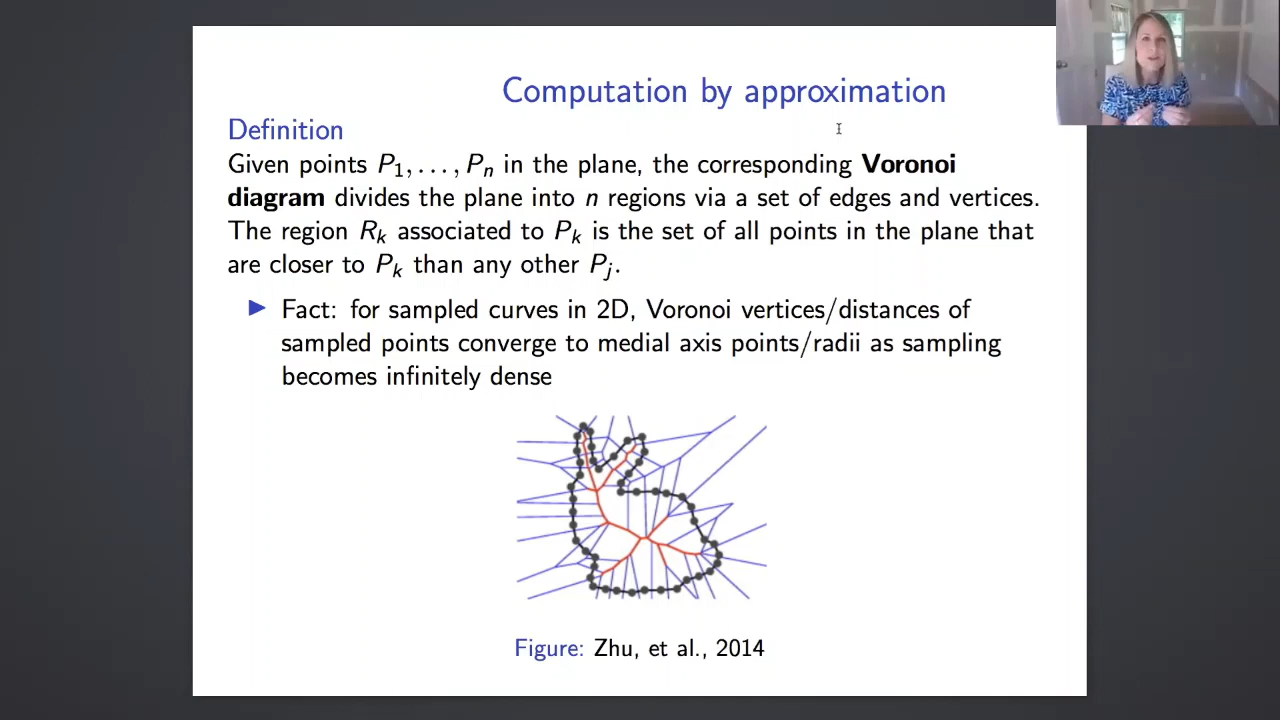 Computation by approximation
Definition
Given points P₁, . . . , Pₙ in the plane, the corresponding Voronoi
diagram divides the plane into n regions via a set of edges and vertices.
The region Rₖ associated to Pₖ is the set of all points in the plane that
are closer to Pₖ than any other Pⱼ.
Fact: for sampled curves in 2D, Voronoi vertices/distances of
sampled points converge to medial axis points/radii as sampling
becomes infinitely dense
Figure: Zhu, et al., 2014